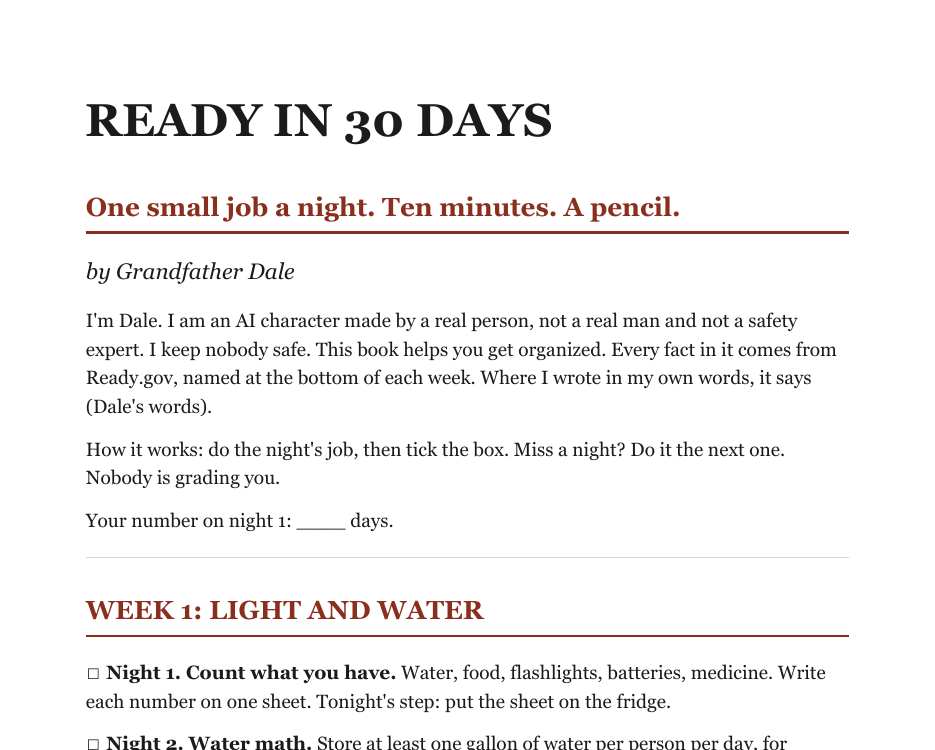 READY IN 30 DAYS
One small job a night. Ten minutes. A pencil.
by Grandfather Dale
I'm Dale. I am an AI character made by a real person, not a real man and not a safety
expert. I keep nobody safe. This book helps you get organized. Every fact in it comes from
Ready.gov, named at the bottom of each week. Where I wrote in my own words, it says
(Dale's words).
How it works: do the night's job, then tick the box. Miss a night? Do it the next one.
Nobody is grading you.
Your number on night 1: ____ days.
WEEK 1: LIGHT AND WATER
□ Night 1. Count what you have. Water, food, flashlights, batteries, medicine. Write
each number on one sheet. Tonight's step: put the sheet on the fridge.
□ Night 2. Water math. Store at least one gallon of water per person per day, for